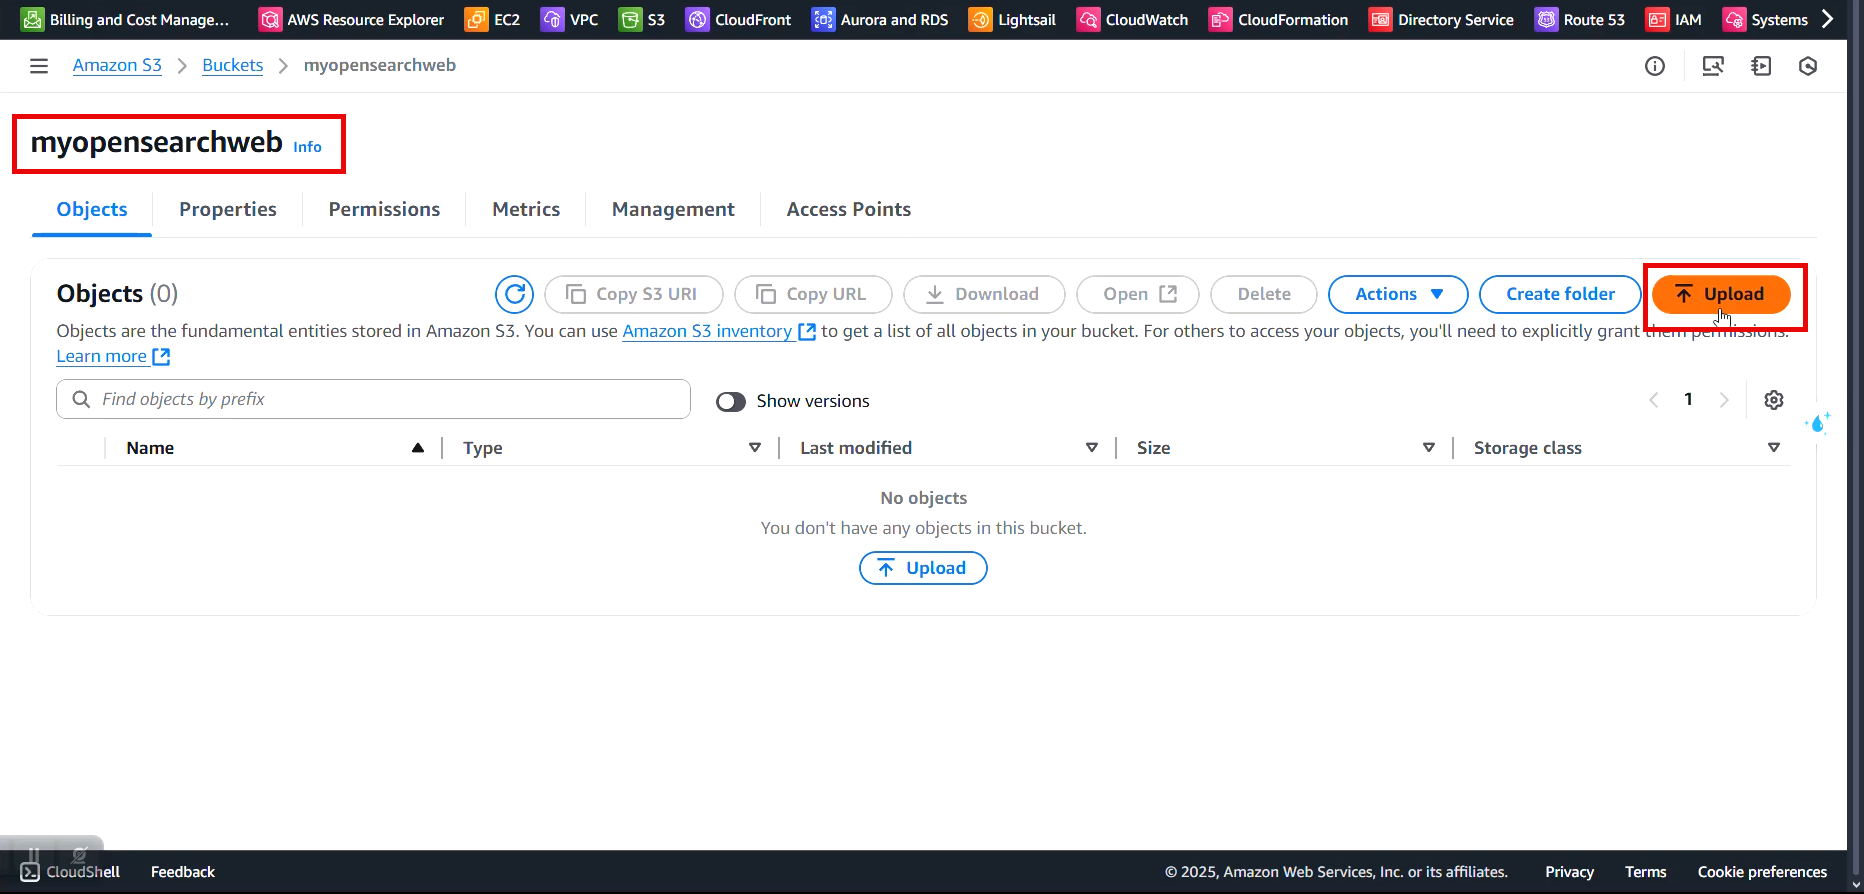 Billing and Cost Manage... AWS Resource Explorer EC2 VPC S3 CloudFront Aurora and RDS Lightsail CloudWatch CloudFormation Directory Service Route 53 IAM Systems
Amazon S3 Buckets myopensearchweb
myopensearchweb Info
Objects Properties Permissions Metrics Management Access Points
Objects (0) Copy S3 URI Copy URL Download Open Delete Actions Create folder Upload
Objects are the fundamental entities stored in Amazon S3. You can use Amazon S3 inventory to get a list of all objects in your bucket. For others to access your objects, you'll need to explicitly grant them permissions.
Learn more
Find objects by prefix Show versions 1
Name Type Last modified Size Storage class
No objects
You don't have any objects in this bucket.
Upload
CloudShell Feedback © 2025, Amazon Web Services, Inc. or its affiliates. Privacy Terms Cookie preferences